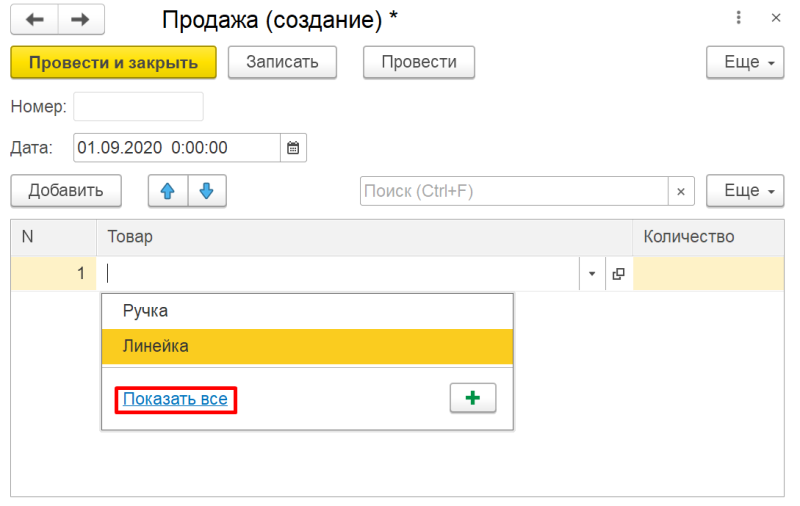 Продажа (создание) *
Провести и закрыть Записать Провести Еще
Номер:
Дата: 01.09.2020 0:00:00
Добавить Поиск (Ctrl+F) × Еще
N Товар Количество
1
Ручка
Линейка
Показать все